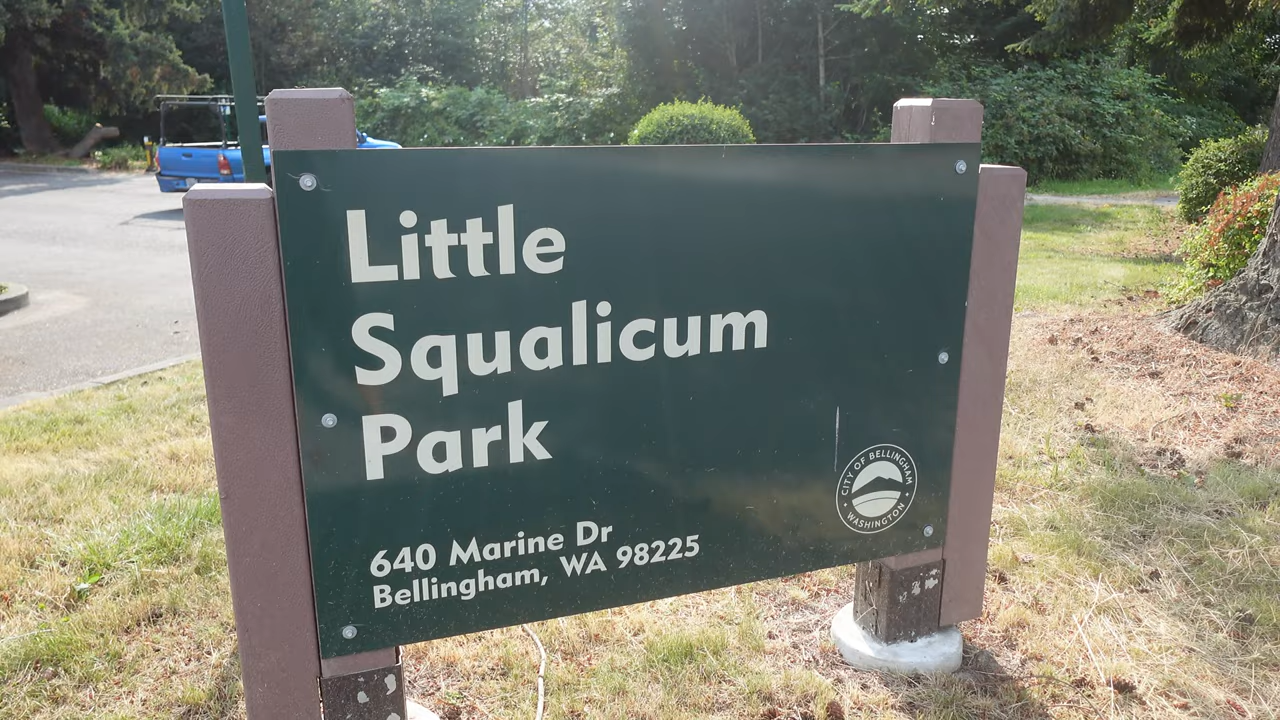 Little
Squalicum
Park
640 Marine Dr
Bellingham, WA 98225
CITY OF BELLINGHAM
• WASHINGTON •